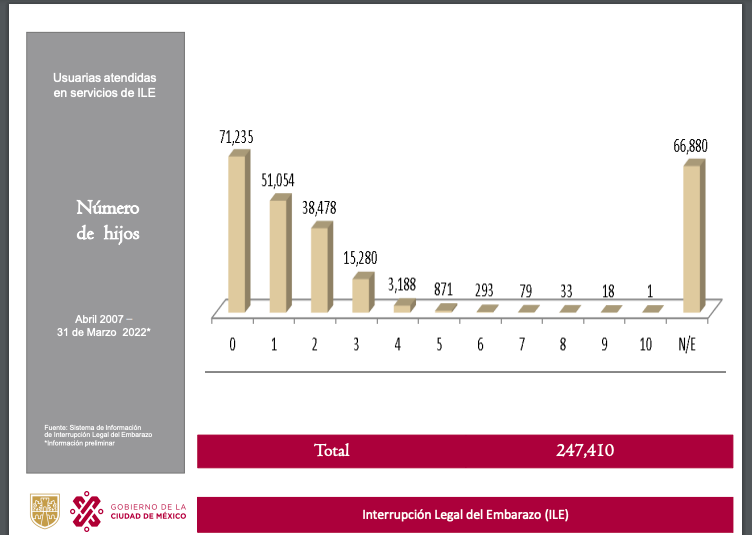 Usuarias atendidas
en servicios de ILE
Número
de hijos
Abril 2007 –
31 de Marzo 2022*
Fuente: Sistema de Información
de Interrupción Legal del Embarazo
*Información preliminar
71,235
51,054
38,478
15,280
3,188
871
293
79
33
18
1
66,880
0 1 2 3 4 5 6 7 8 9 10 N/E
Total 247,410
GOBIERNO DE LA
CIUDAD DE MÉXICO
Interrupción Legal del Embarazo (ILE)